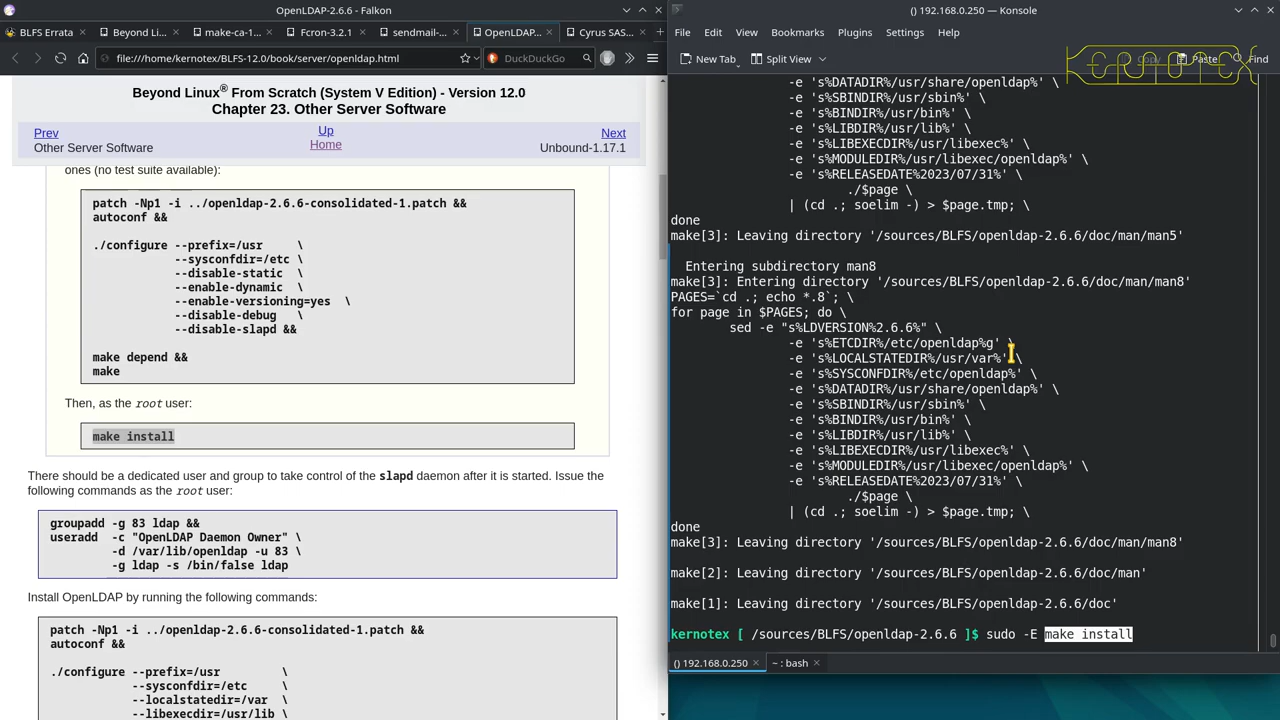 OpenLDAP-2.6.6 - Falkon
BLFS Errata
Beyond Li...
make-ca-1...
Fcron-3.2.1
sendmail-...
OpenLDAP...
Cyrus SAS...
file:///home/kernotex/BLFS-12.0/book/server/openldap.html
DuckDuckGo
Beyond Linux® From Scratch (System V Edition) - Version 12.0
Chapter 23. Other Server Software
Prev
Up
Next
Other Server Software
Home
Unbound-1.17.1
ones (no test suite available):
patch -Np1 -i ../openldap-2.6.6-consolidated-1.patch &&
autoconf &&
./configure --prefix=/usr \
--sysconfdir=/etc \
--disable-static \
--enable-dynamic \
--enable-versioning=yes \
--disable-debug \
--disable-slapd &&
make depend &&
make
Then, as the root user:
make install
There should be a dedicated user and group to take control of the slapd daemon after it is started. Issue the
following commands as the root user:
groupadd -g 83 ldap &&
useradd -c "OpenLDAP Daemon Owner" \
-d /var/lib/openldap -u 83 \
-g ldap -s /bin/false ldap
Install OpenLDAP by running the following commands:
patch -Np1 -i ../openldap-2.6.6-consolidated-1.patch &&
autoconf &&
./configure --prefix=/usr \
--sysconfdir=/etc \
--localstatedir=/var \
--libexecdir=/usr/lib \
() 192.168.0.250 — Konsole
File Edit View Bookmarks Plugins Settings Help
New Tab
Split View
Copy
Paste
Find
KERNOTEX
-e 's%DATADIR%/usr/share/openldap%' \
-e 's%SBINDIR%/usr/sbin%' \
-e 's%BINDIR%/usr/bin%' \
-e 's%LIBDIR%/usr/lib%' \
-e 's%LIBEXECDIR%/usr/libexec%' \
-e 's%MODULEDIR%/usr/libexec/openldap%' \
-e 's%RELEASEDATE%2023/07/31%' \
./$page \
| (cd .; soelim -) > $page.tmp; \
done
make[3]: Leaving directory '/sources/BLFS/openldap-2.6.6/doc/man/man5'
Entering subdirectory man8
make[3]: Entering directory '/sources/BLFS/openldap-2.6.6/doc/man/man8'
PAGES=`cd .; echo *.8`; \
for page in $PAGES; do \
sed -e "s%LDVERSION%2.6.6%" \
-e 's%ETCDIR%/etc/openldap%g' \
-e 's%LOCALSTATEDIR%/usr/var%' \
-e 's%SYSCONFDIR%/etc/openldap%' \
-e 's%DATADIR%/usr/share/openldap%' \
-e 's%SBINDIR%/usr/sbin%' \
-e 's%BINDIR%/usr/bin%' \
-e 's%LIBDIR%/usr/lib%' \
-e 's%LIBEXECDIR%/usr/libexec%' \
-e 's%MODULEDIR%/usr/libexec/openldap%' \
-e 's%RELEASEDATE%2023/07/31%' \
./$page \
| (cd .; soelim -) > $page.tmp; \
done
make[3]: Leaving directory '/sources/BLFS/openldap-2.6.6/doc/man/man8'
make[2]: Leaving directory '/sources/BLFS/openldap-2.6.6/doc/man'
make[1]: Leaving directory '/sources/BLFS/openldap-2.6.6/doc'
kernotex [ /sources/BLFS/openldap-2.6.6 ]$ sudo -E make install
() 192.168.0.250
~ : bash